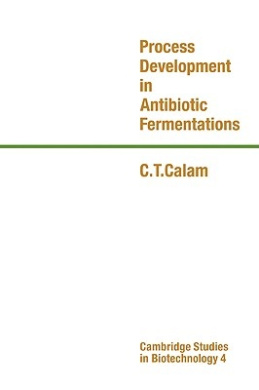 Process
Development
in
Antibiotic
Fermentations
C.T.Calam
Cambridge Studies
in Biotechnology 4